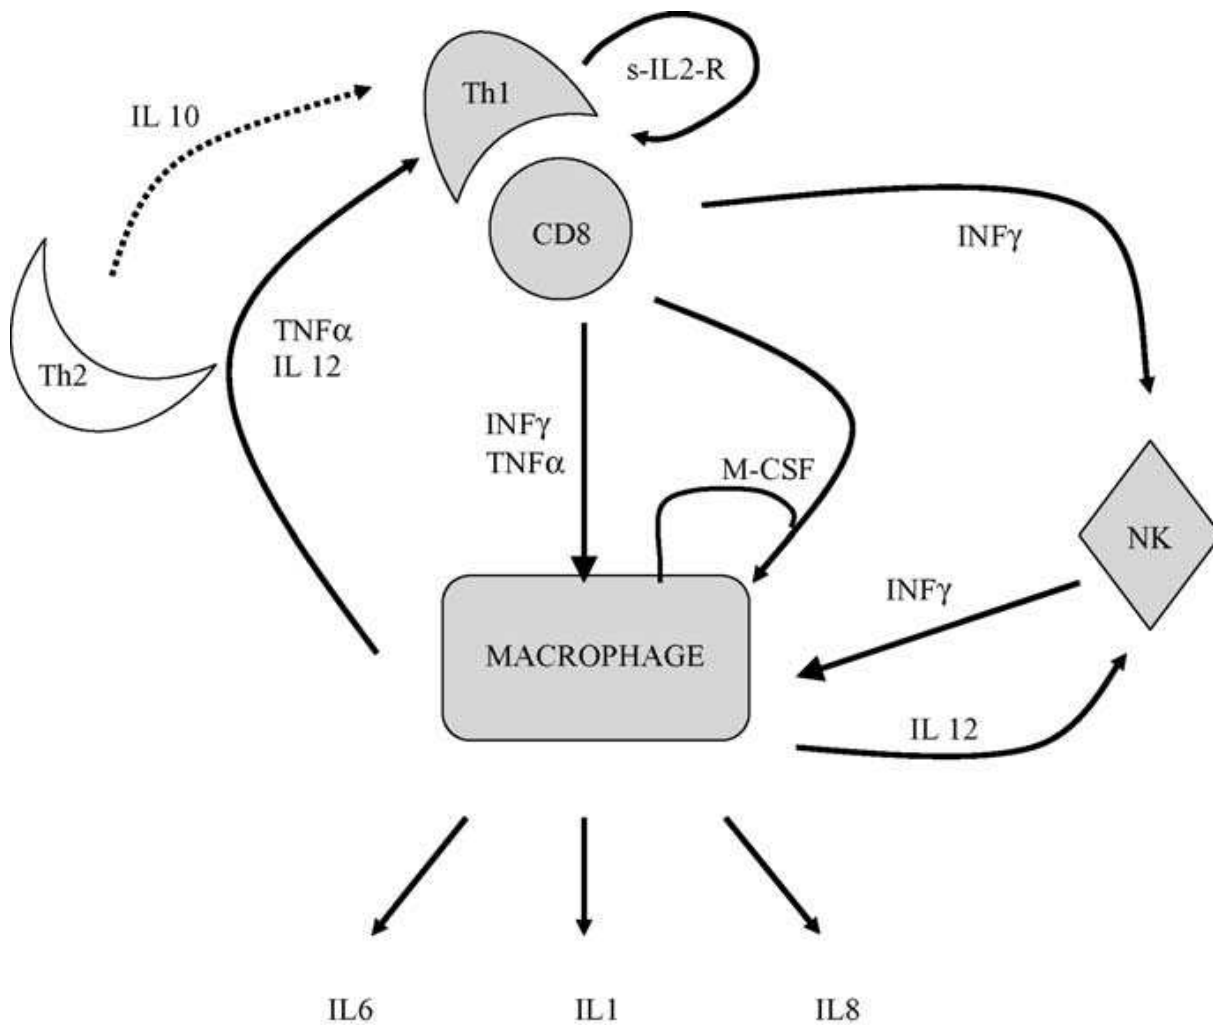 s-IL2-R
Th1
IL 10
CD8
INFγ
TNFα
IL 12
Th2
INFγ
TNFα
M-CSF
NK
INFγ
MACROPHAGE
IL 12
IL6
IL1
IL8